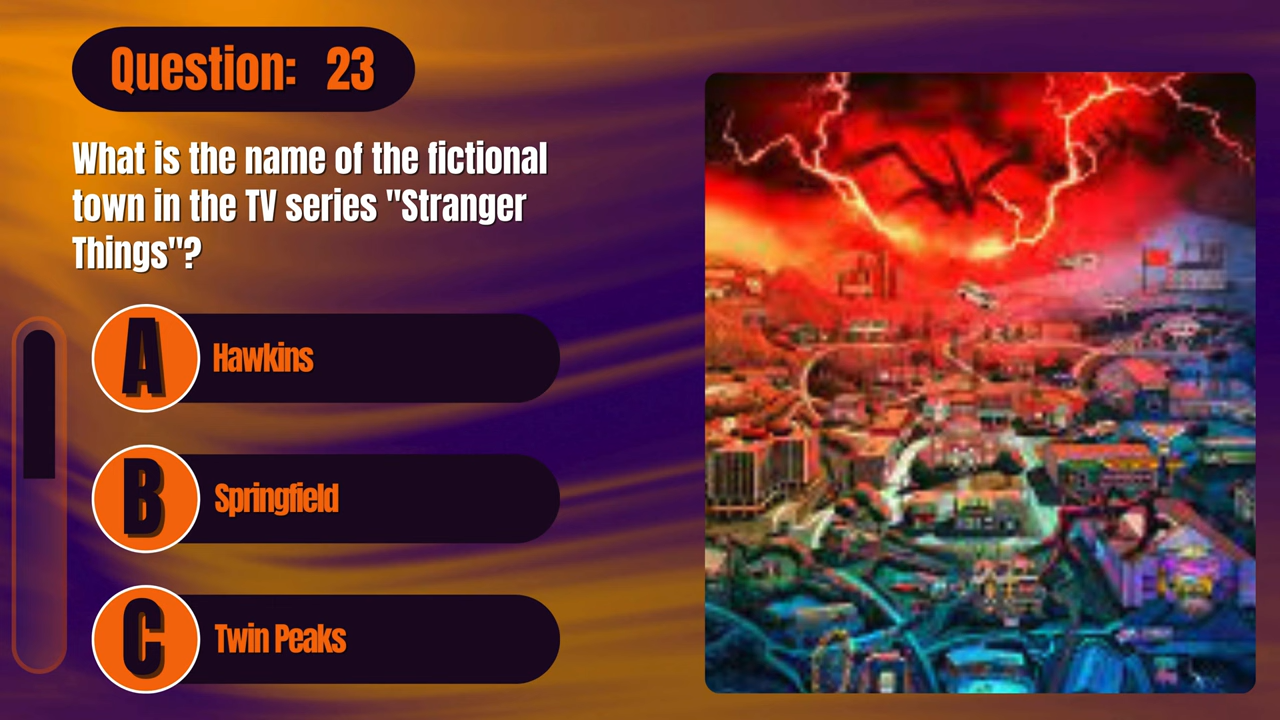 Question: 23
What is the name of the fictional
town in the TV series "Stranger
Things"?
A Hawkins
B Springfield
C Twin Peaks